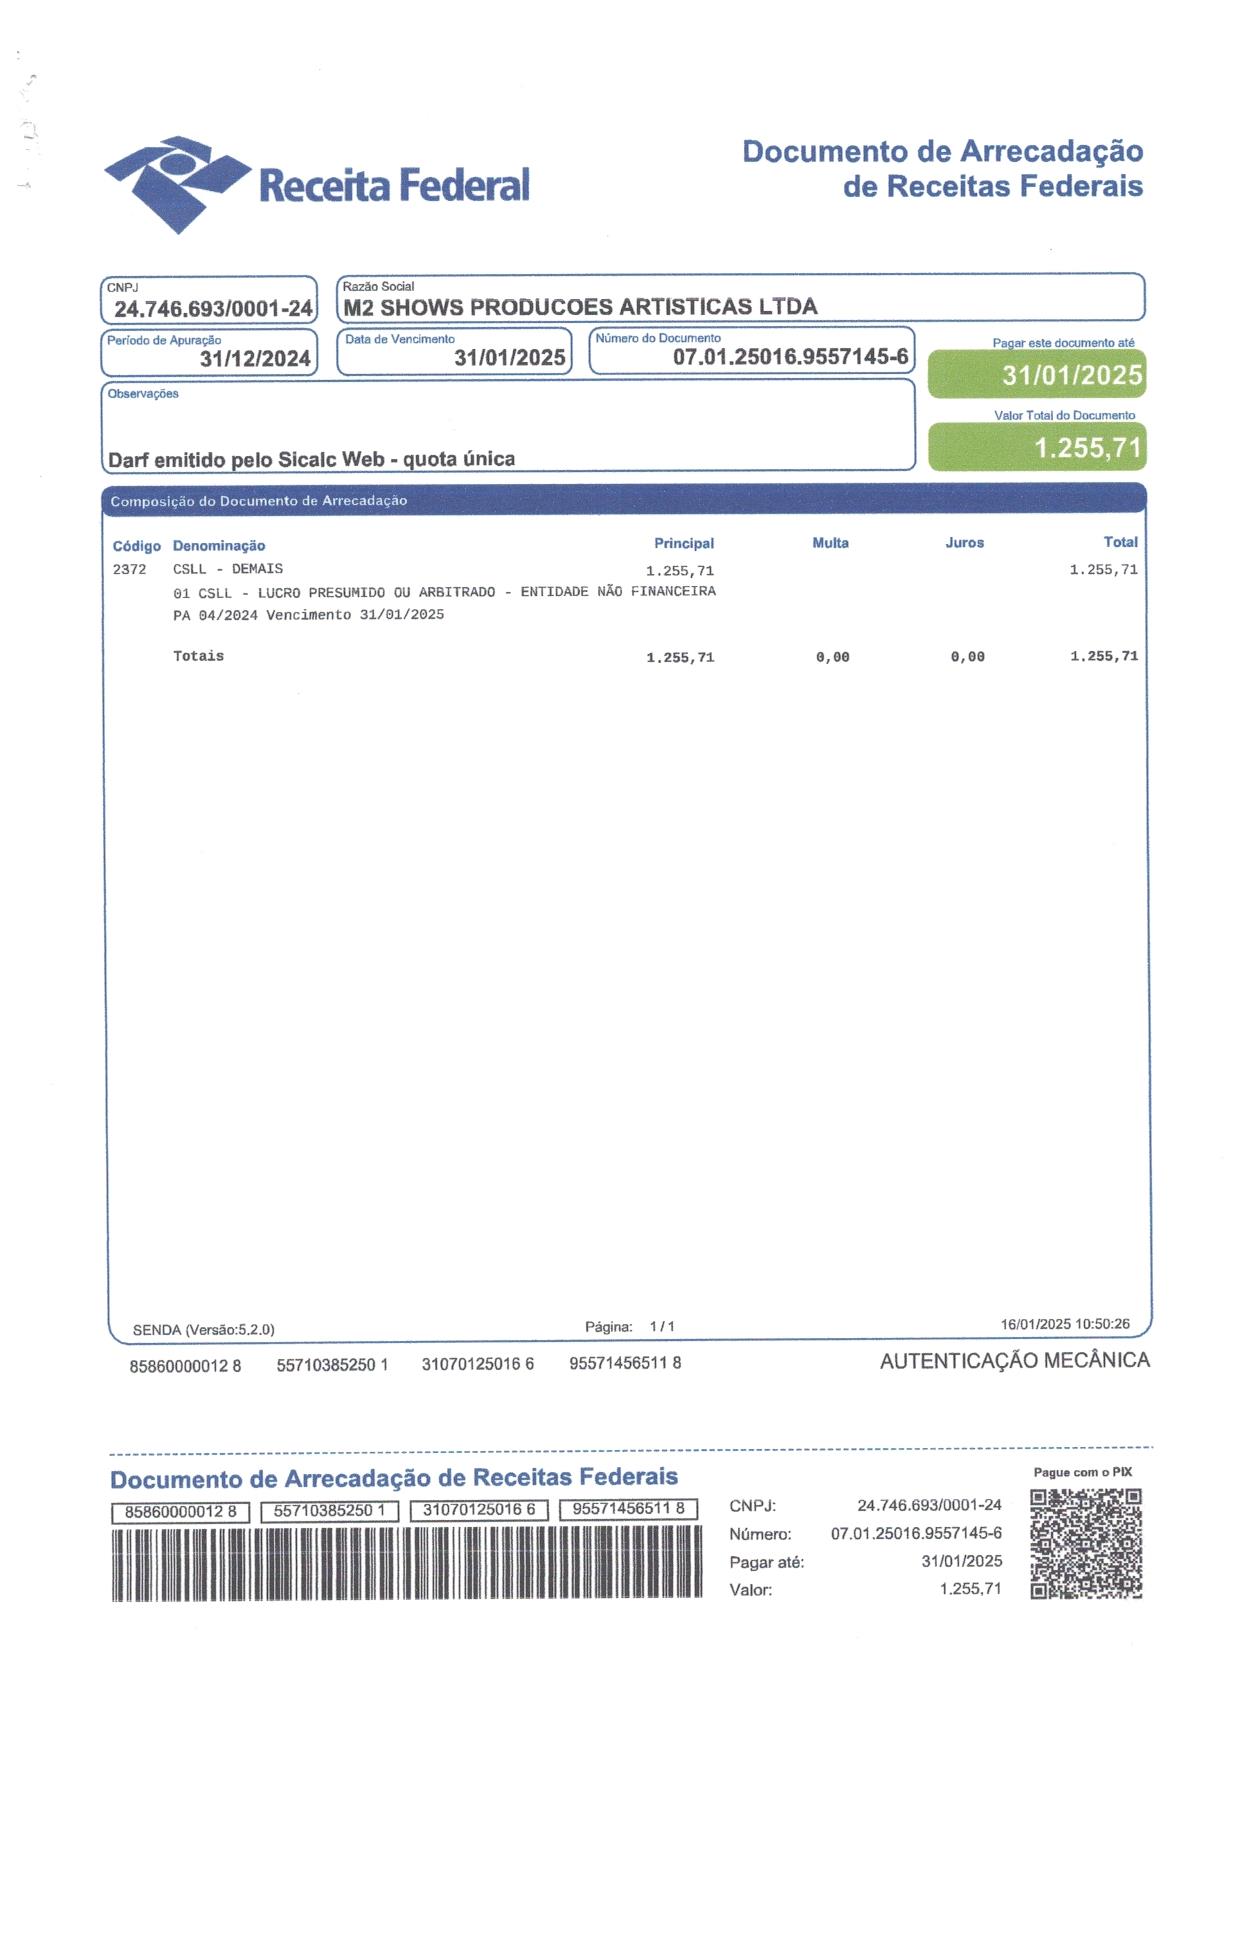 Receita Federal
Documento de Arrecadação
de Receitas Federais
CNPJ
24.746.693/0001-24
Razão Social
M2 SHOWS PRODUCOES ARTISTICAS LTDA
Período de Apuração
31/12/2024
Data de Vencimento
31/01/2025
Número do Documento
07.01.25016.9557145-6
Pagar este documento até
31/01/2025
Observações
Darf emitido pelo Sicalc Web - quota única
Valor Total do Documento
1.255,71
Composição do Documento de Arrecadação
Código Denominação Principal Multa Juros Total
2372 CSLL - DEMAIS 1.255,71 1.255,71
01 CSLL - LUCRO PRESUMIDO OU ARBITRADO - ENTIDADE NÃO FINANCEIRA
PA 04/2024 Vencimento 31/01/2025
Totais 1.255,71 0,00 0,00 1.255,71
SENDA (Versão:5.2.0) Página: 1 / 1 16/01/2025 10:50:26
85860000012 8 55710385250 1 31070125016 6 95571456511 8 AUTENTICAÇÃO MECÂNICA
Documento de Arrecadação de Receitas Federais
85860000012 8 55710385250 1 31070125016 6 95571456511 8
CNPJ: 24.746.693/0001-24
Número: 07.01.25016.9557145-6
Pagar até: 31/01/2025
Valor: 1.255,71
Pague com o PIX